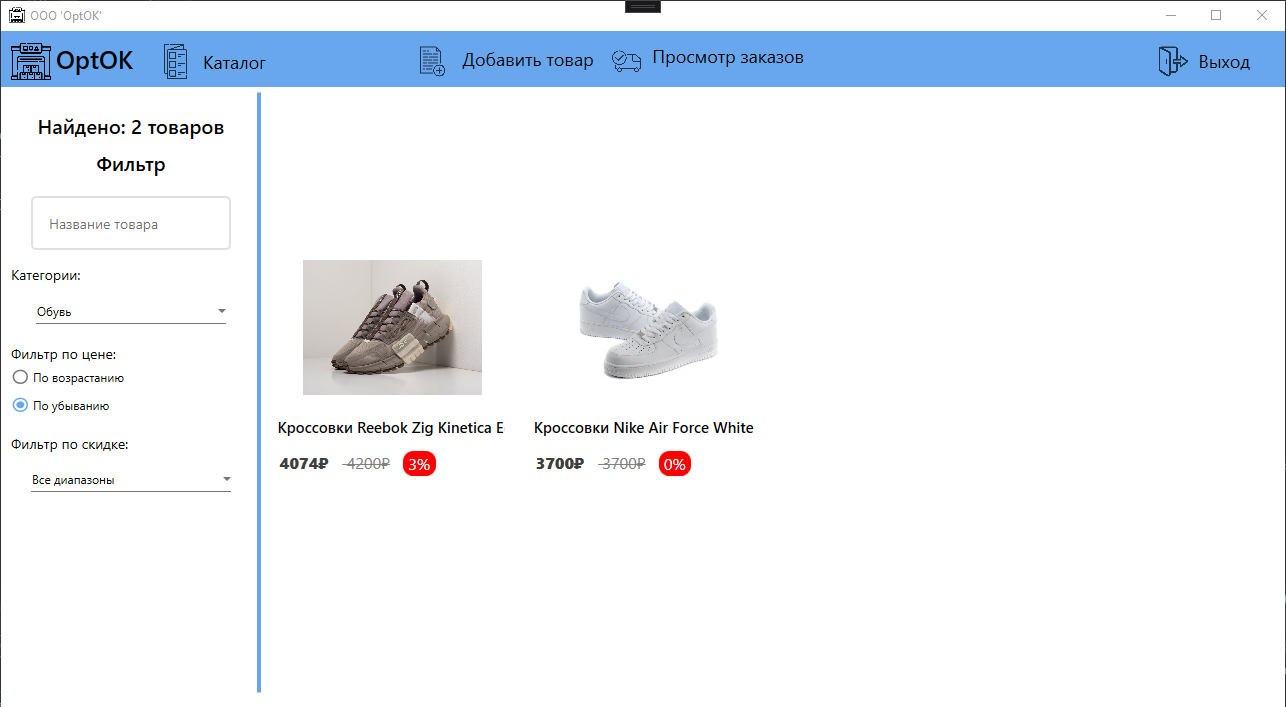 ООО 'OptOK'
OptOK
Каталог
Добавить товар
Просмотр заказов
Выход
Найдено: 2 товаров
Фильтр
Название товара
Категории:
Обувь
Фильтр по цене:
По возрастанию
По убыванию
Фильтр по скидке:
Все диапазоны
Кроссовки Reebok Zig Kinetica E
4074₽ 4200₽ 3%
Кроссовки Nike Air Force White
3700₽ 3700₽ 0%